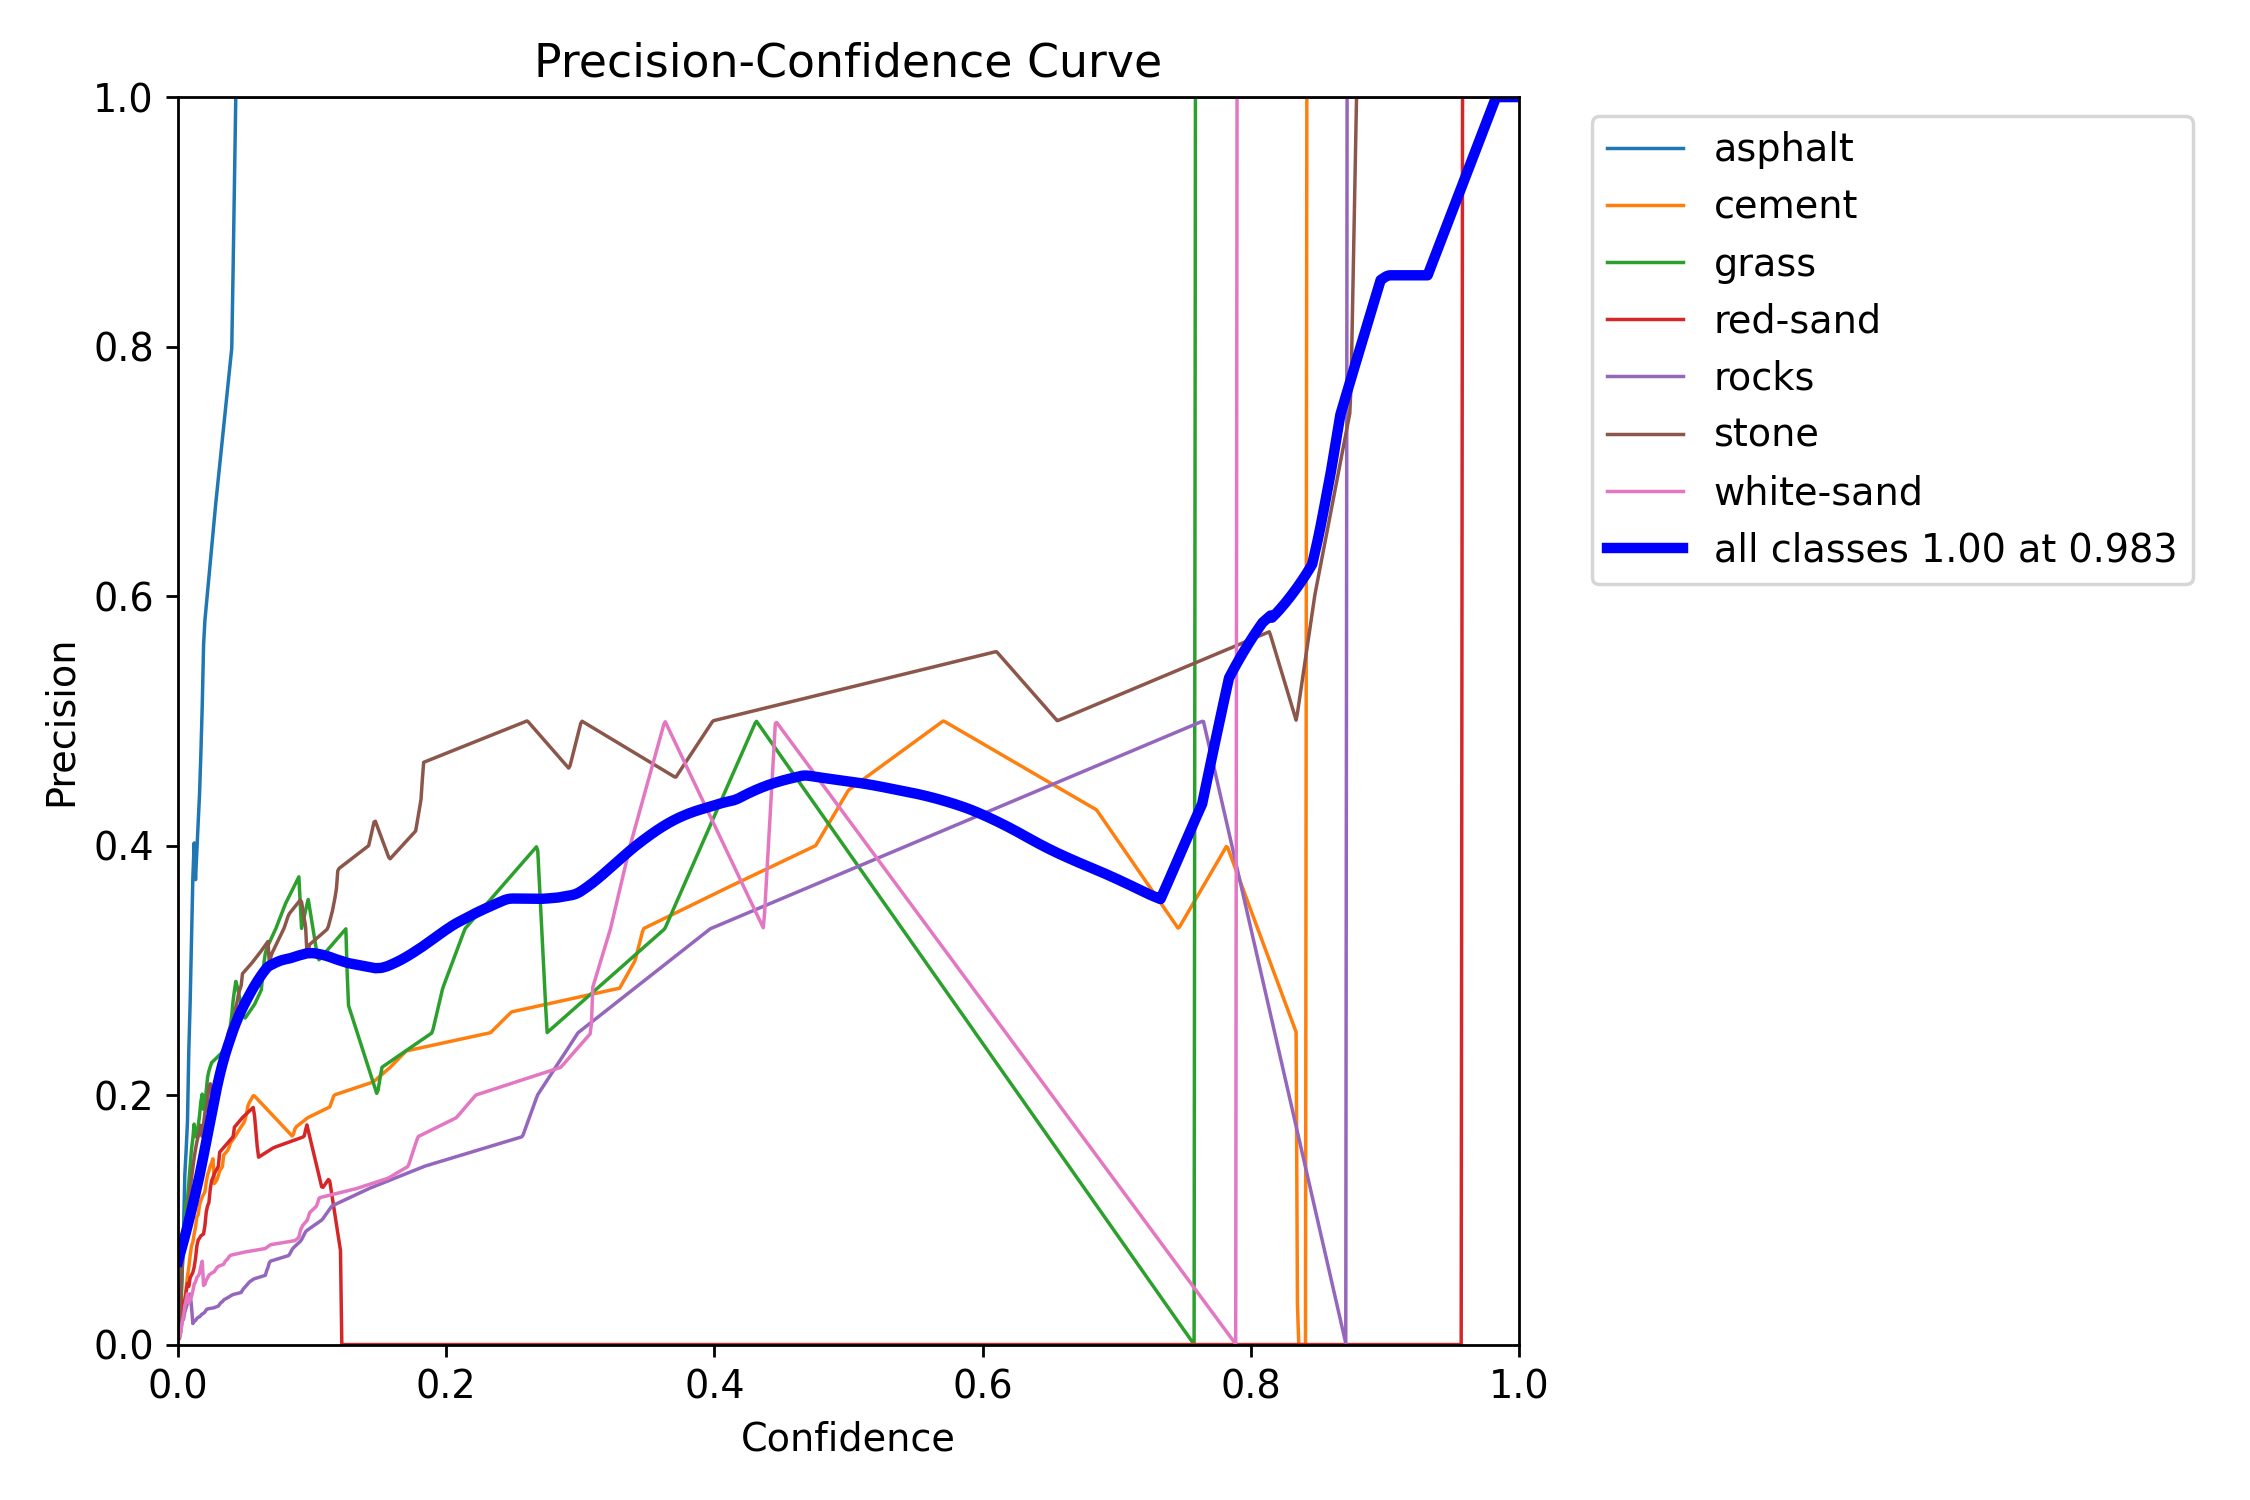 Precision-Confidence Curve
1.0
0.8
0.6
0.4
0.2
0.0
Precision
0.0 0.2 0.4 0.6 0.8 1.0
Confidence
asphalt
cement
grass
red-sand
rocks
stone
white-sand
all classes 1.00 at 0.983